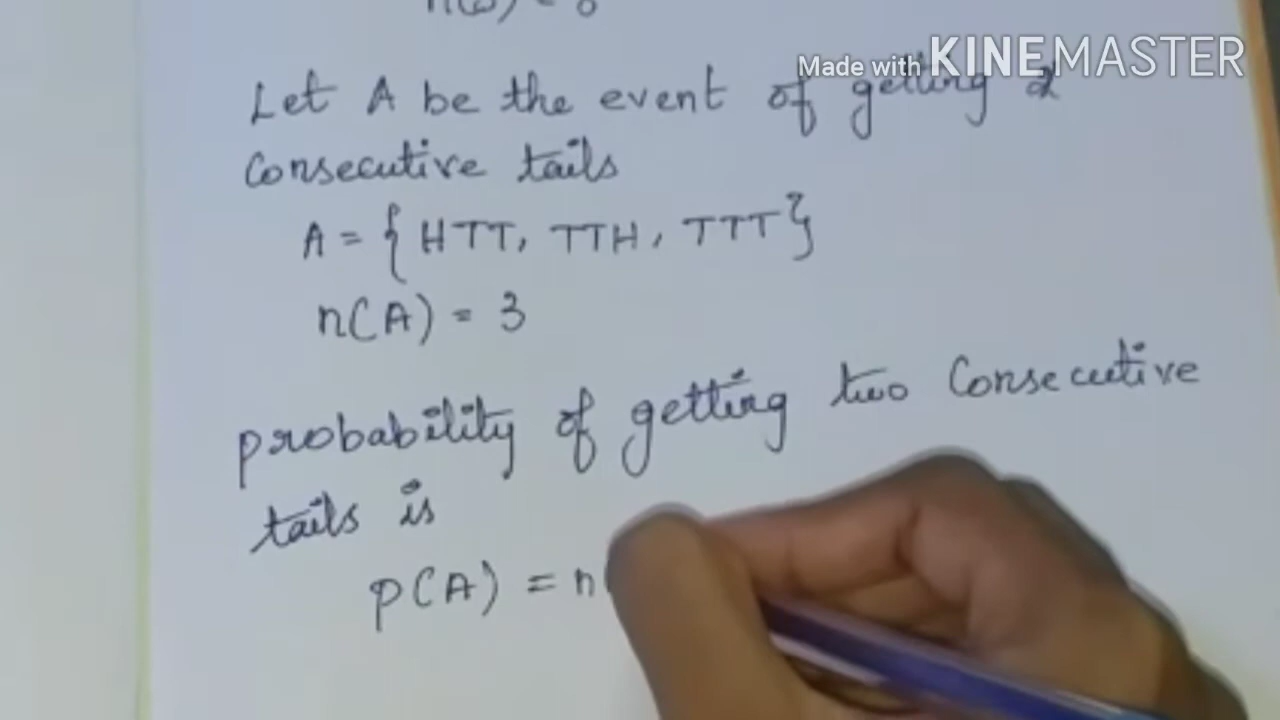 Made with KINEMASTER
Let A be the event of getting 2
Consecutive tails
A = { HTT, TTH, TTT }
n(A) = 3
probability of getting two Consecutive
tails is
P(A) = n(